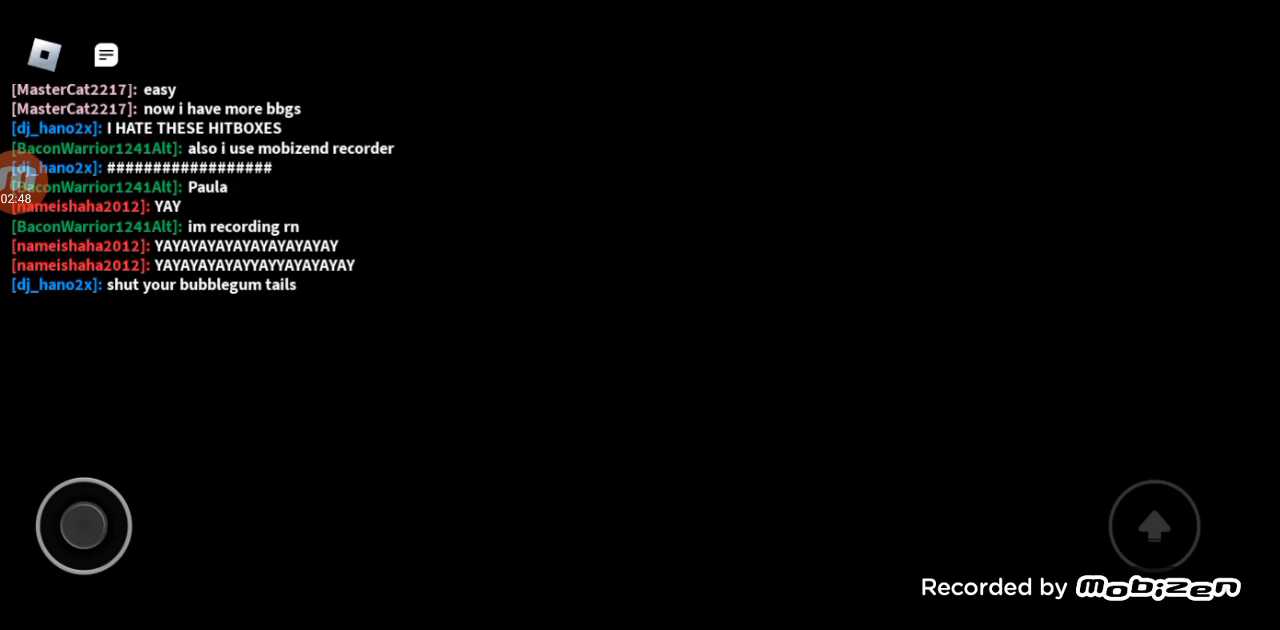 [MasterCat2217]: easy
[MasterCat2217]: now i have more bbgs
[dj_hano2x]: I HATE THESE HITBOXES
[BaconWarrior1241Alt]: also i use mobizend recorder
[dj_hano2x]: ##################
[BaconWarrior1241Alt]: Paula
02:48
[nameishaha2012]: YAY
[BaconWarrior1241Alt]: im recording rn
[nameishaha2012]: YAYAYAYAYAYAYAYAYAYAY
[nameishaha2012]: YAYAYAYAYAYYAYYAYAYAYAY
[dj_hano2x]: shut your bubblegum tails
Recorded by Mobizen